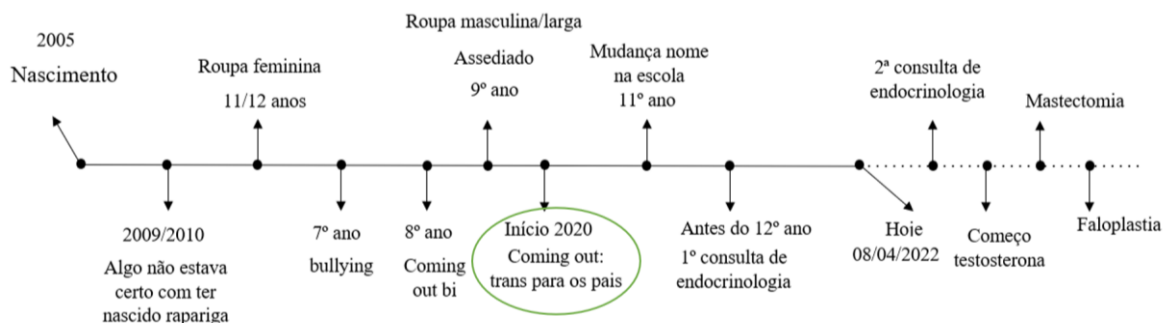 2005
Nascimento
2009/2010
Algo não estava
certo com ter
nascido rapariga
Roupa feminina
11/12 anos
7º ano
bullying
8º ano
Coming
out bi
Roupa masculina/larga
Assediado
9º ano
Início 2020
Coming out:
trans para os pais
Mudança nome
na escola
11º ano
Antes do 12º ano
1º consulta de
endocrinologia
Hoie
08/04/2022
2ª consulta de
endocrinologia
Começo
testosterona
Mastectomia
Faloplastia